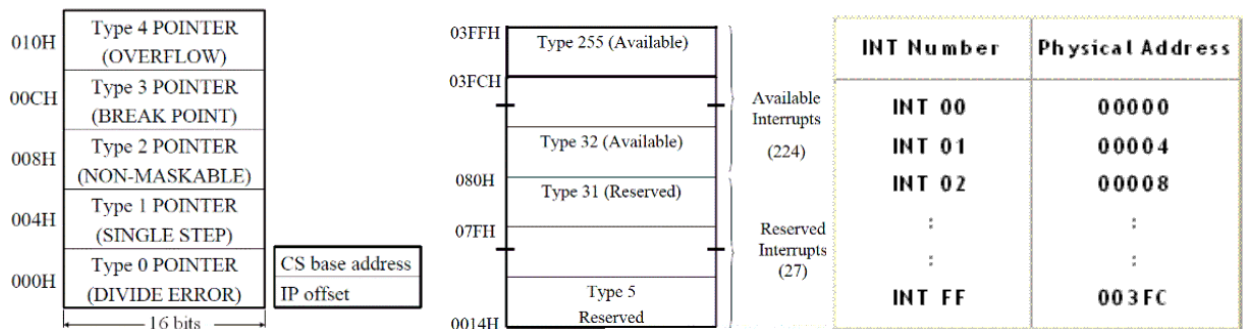 010H
Type 4 POINTER
(OVERFLOW)
00CH
Type 3 POINTER
(BREAK POINT)
008H
Type 2 POINTER
(NON-MASKABLE)
004H
Type 1 POINTER
(SINGLE STEP)
000H
Type 0 POINTER
(DIVIDE ERROR)
CS base address
IP offset
16 bits
03FFH
Type 255 (Available)
03FCH
Type 32 (Available)
080H
Type 31 (Reserved)
07FH
Type 5
Reserved
0014H
Available
Interrupts
(224)
Reserved
Interrupts
(27)
INT Number Physical Address
INT 00 00000
INT 01 00004
INT 02 00008
: :
: :
INT FF 003FC